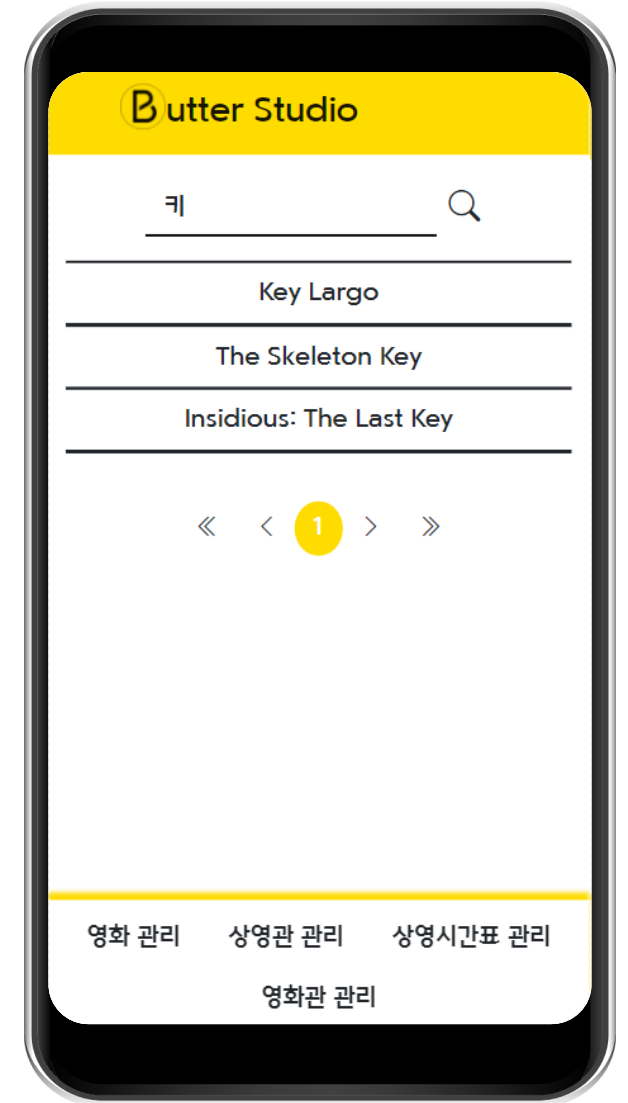 Butter Studio
키
Key Largo
The Skeleton Key
Insidious: The Last Key
« < 1 > »
영화 관리 상영관 관리 상영시간표 관리
영화관 관리